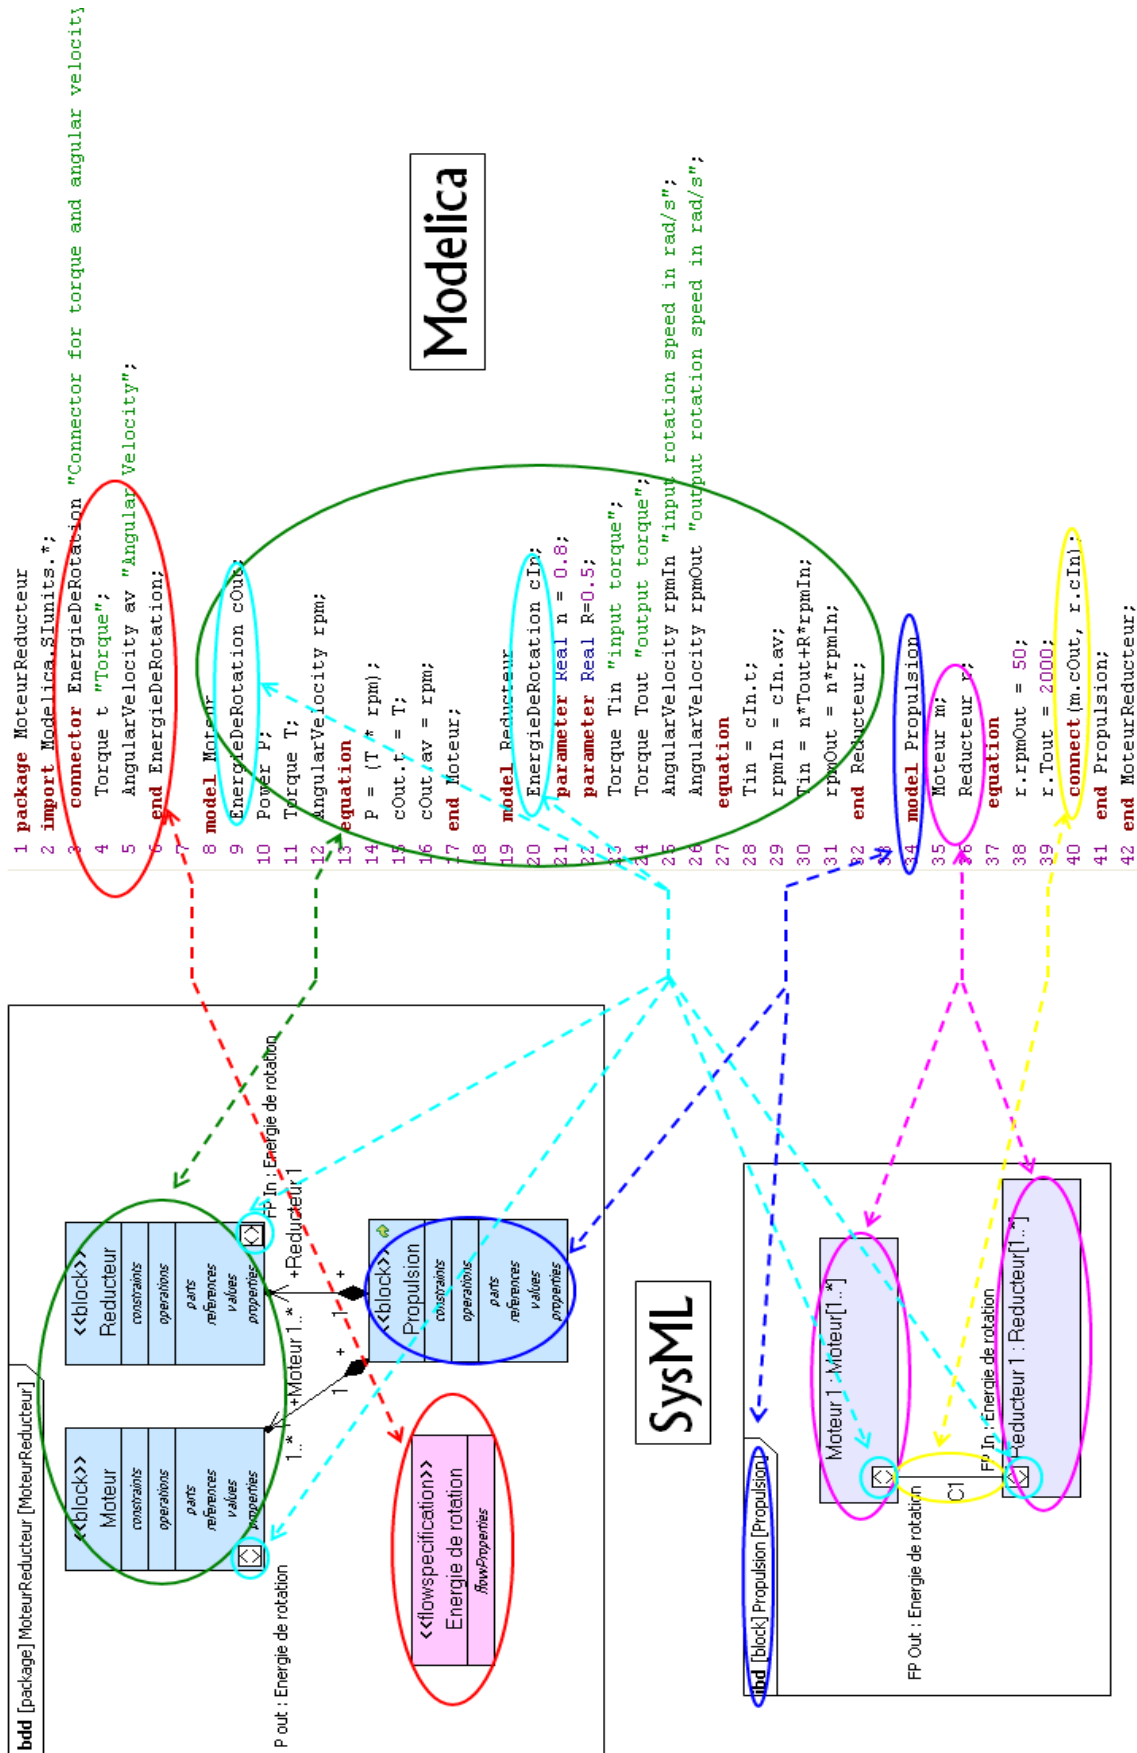 bdd [package] MoteurReducteur [MoteurReducteur]
<<block>>
Moteur
constraints
operations
parts
references
values
properties
<<block>>
Reducteur
constraints
operations
parts
references
values
properties
P out : Energie de rotation
FP In : Energie de rotation
1..*
+Moteur 1..*
+Reducteur 1
1
+
1
+
<<flowspecification>>
Energie de rotation
flowProperties
<<block>>
Propulsion
constraints
operations
parts
references
values
properties
SysML
ibd [block] Propulsion [Propulsion]
Moteur 1 : Moteur[1..*]
FP Out : Energie de rotation
C1
FP In : Energie de rotation
Reducteur 1 : Reducteur[1..*]
1 package MoteurReducteur
2 import Modelica.SIunits.*;
3 connector EnergieDeRotation "Connector for torque and angular velocity
4 Torque t "Torque";
5 AngularVelocity av "Angular Velocity";
6 end EnergieDeRotation;
7
8 model Moteur
9 EnergieDeRotation cOut;
10 Power P;
11 Torque T;
12 AngularVelocity rpm;
13 equation
14 P = (T * rpm);
15 cOut.t = T;
16 cOut.av = rpm;
17 end Moteur;
18
19 model Reducteur
20 EnergieDeRotation cIn;
21 parameter Real n = 0.8;
22 parameter Real R=0.5;
23 Torque Tin "input torque";
24 Torque Tout "output torque";
25 AngularVelocity rpmIn "input rotation speed in rad/s";
26 AngularVelocity rpmOut "output rotation speed in rad/s";
27 equation
28 Tin = cIn.t;
29 rpmIn = cIn.av;
30 Tin = n*Tout+R*rpmIn;
31 rpmOut = n*rpmIn;
32 end Reducteur;
33
34 model Propulsion
35 Moteur m;
36 Reducteur r;
37 equation
38 r.rpmOut = 50;
39 r.Tout = 2000;
40 connect(m.cOut, r.cIn);
41 end Propulsion;
42 end MoteurReducteur;
Modelica